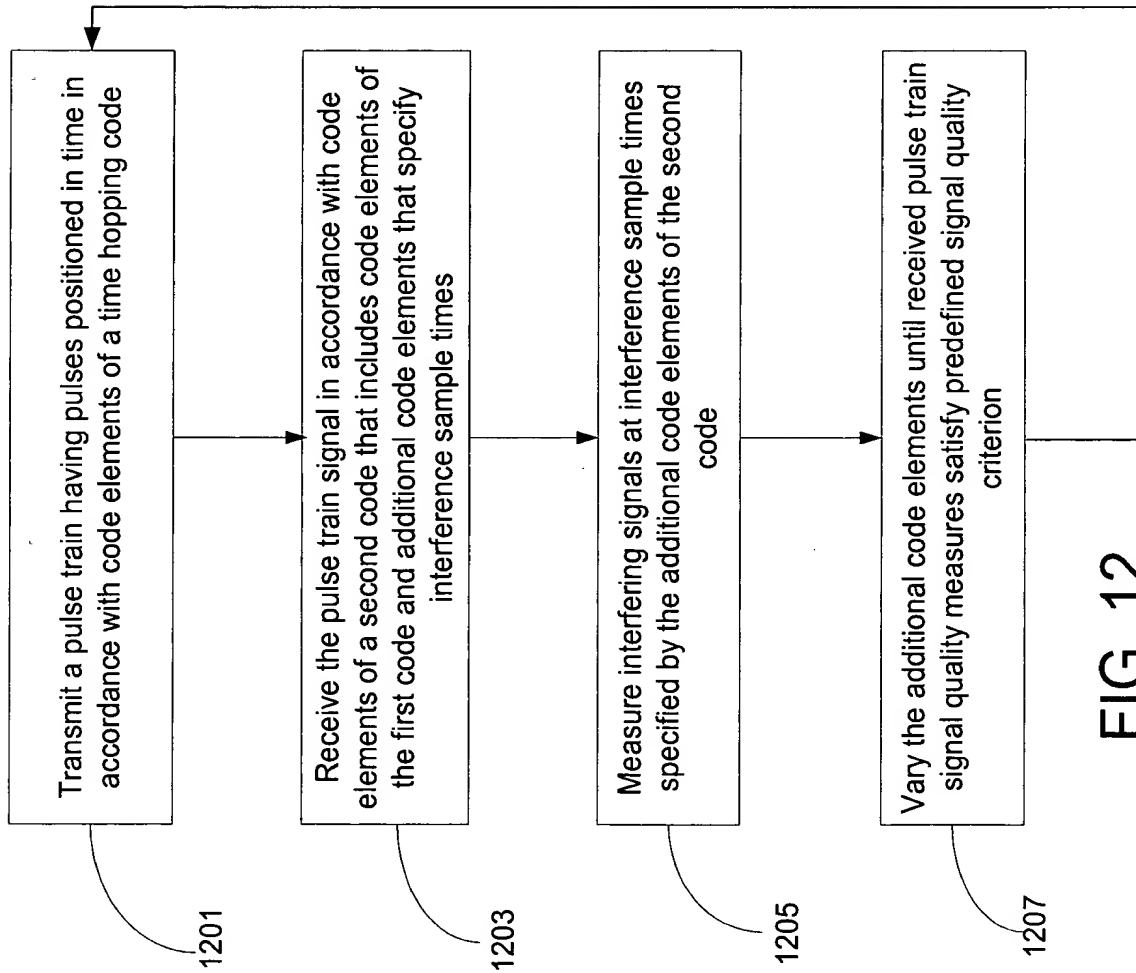 Transmit a pulse train having pulses positioned in time in
accordance with code elements of a time hopping code
1201
Receive the pulse train signal in accordance with code
elements of a second code that includes code elements of
the first code and additional code elements that specify
interference sample times
1203
Measure interfering signals at interference sample times
specified by the additional code elements of the second
code
1205
Vary the additional code elements until received pulse train
signal quality measures satisfy predefined signal quality
criterion
1207
FIG. 12